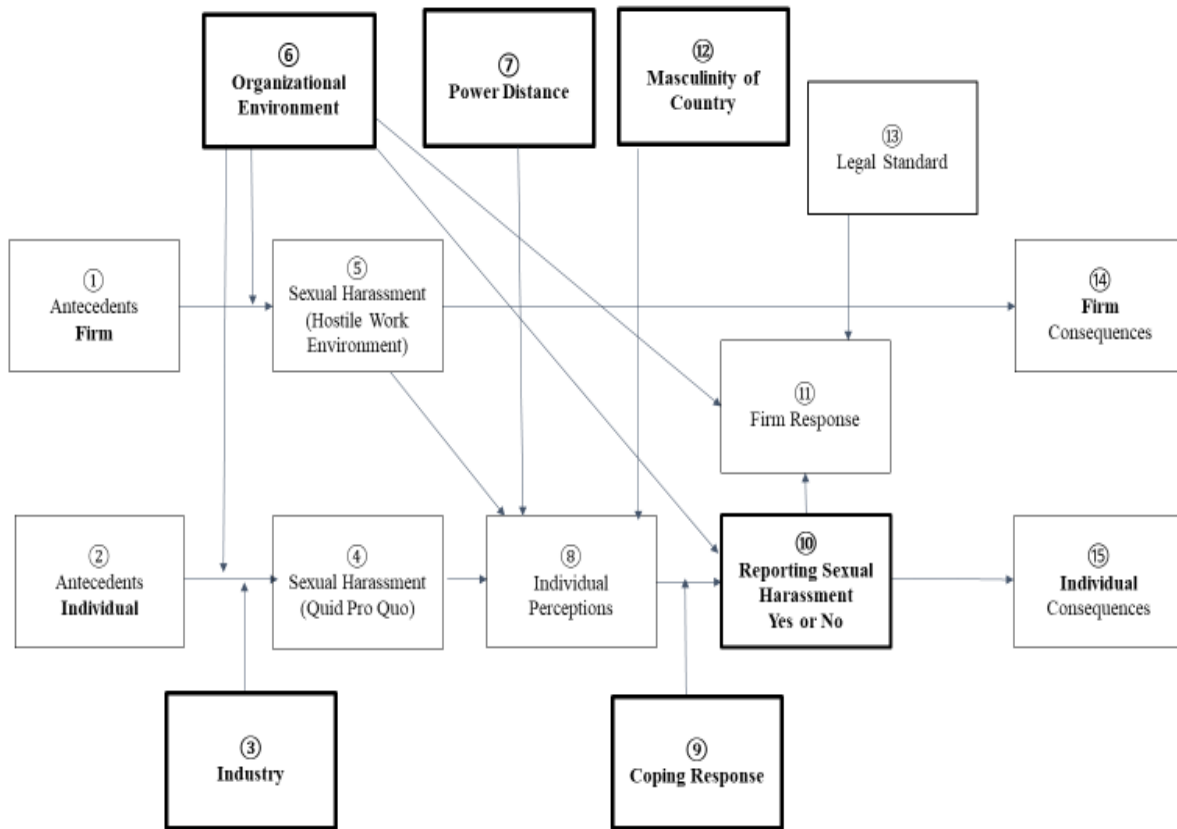 ⑥
Organizational
Environment
⑦
Power Distance
⑫
Masculinity of
Country
⑬
Legal Standard
①
Antecedents
Firm
⑤
Sexual Harassment
(Hostile Work
Environment)
⑭
Firm
Consequences
⑪
Firm Response
②
Antecedents
Individual
④
Sexual Harassment
(Quid Pro Quo)
⑧
Individual
Perceptions
⑩
Reporting Sexual
Harassment
Yes or No
⑮
Individual
Consequences
③
Industry
⑨
Coping Response